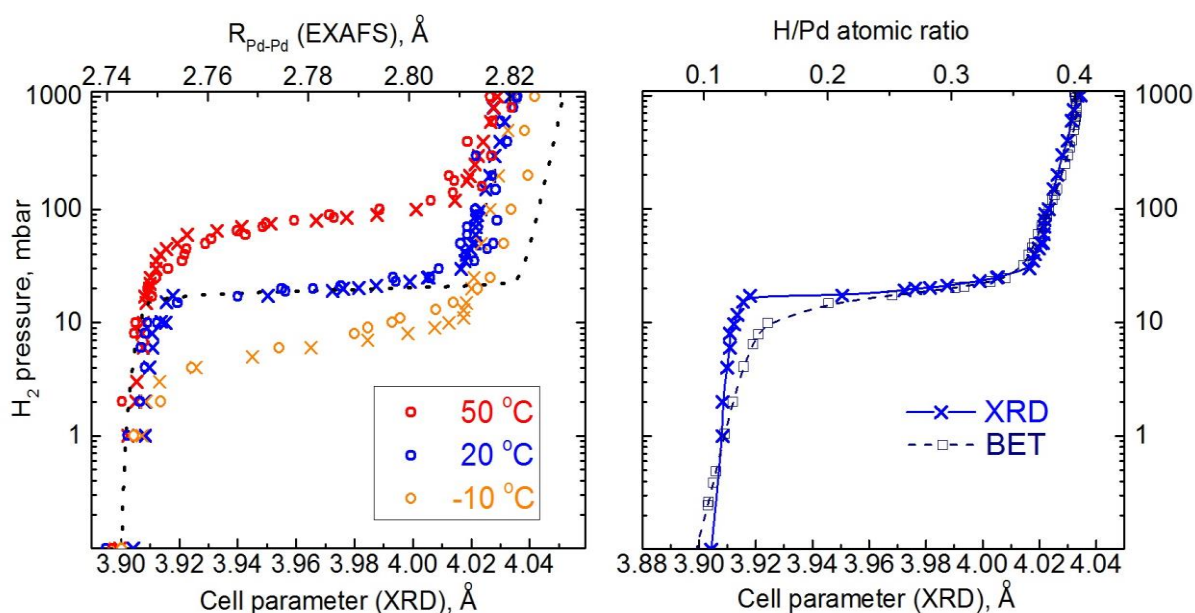 R_Pd-Pd (EXAFS), Å
2.74 2.76 2.78 2.80 2.82
H/Pd atomic ratio
0.1 0.2 0.3 0.4
H₂ pressure, mbar
1000
100
10
1
50 °C
20 °C
-10 °C
3.90 3.92 3.94 3.96 3.98 4.00 4.02 4.04
Cell parameter (XRD), Å
1000
100
10
1
XRD
BET
3.88 3.90 3.92 3.94 3.96 3.98 4.00 4.02 4.04
Cell parameter (XRD), Å